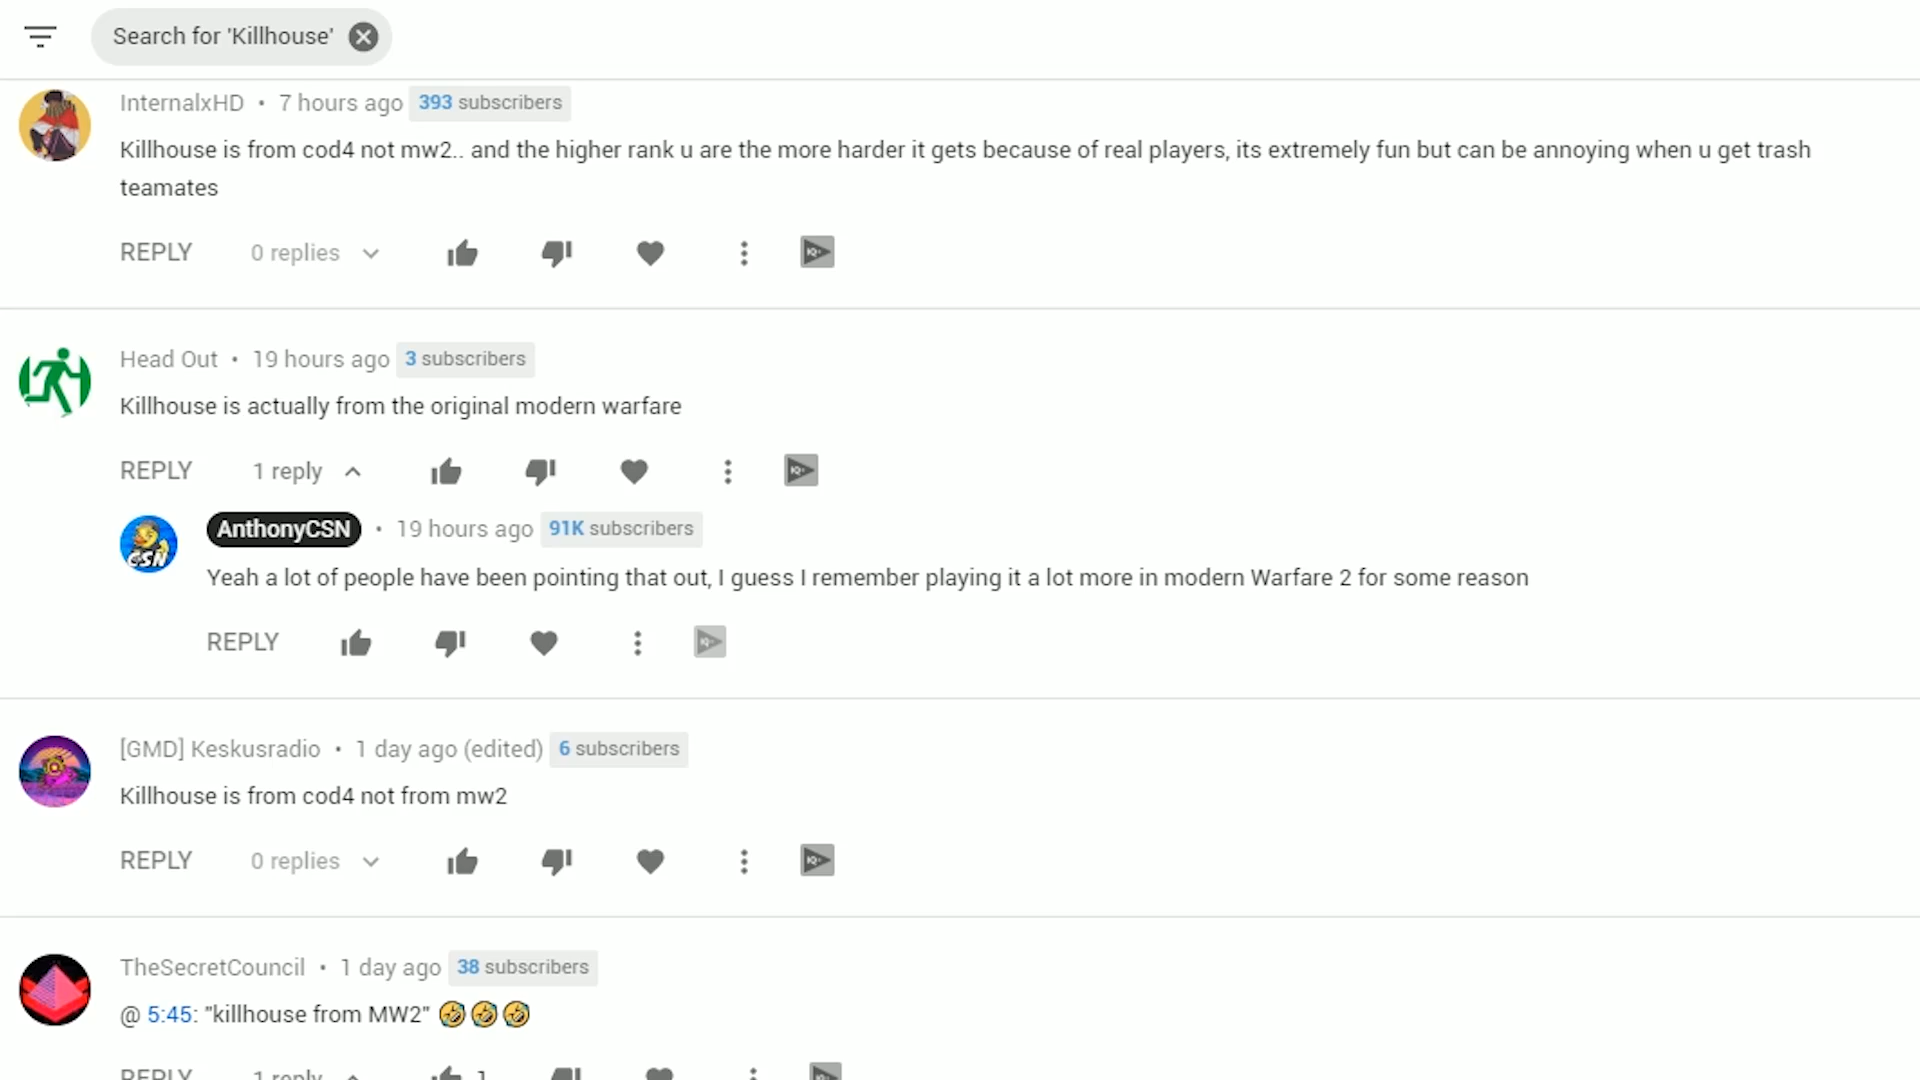 Search for 'Killhouse'
InternalxHD • 7 hours ago 393 subscribers
Killhouse is from cod4 not mw2.. and the higher rank u are the more harder it gets because of real players, its extremely fun but can be annoying when u get trash
teamates
REPLY 0 replies
Head Out • 19 hours ago 3 subscribers
Killhouse is actually from the original modern warfare
REPLY 1 reply
CSN
AnthonyCSN • 19 hours ago 91K subscribers
Yeah a lot of people have been pointing that out, I guess I remember playing it a lot more in modern Warfare 2 for some reason
REPLY
[GMD] Keskusradio • 1 day ago (edited) 6 subscribers
Killhouse is from cod4 not from mw2
REPLY 0 replies
TheSecretCouncil • 1 day ago 38 subscribers
@ 5:45: "killhouse from MW2" 🤣🤣🤣
REPLY 1 reply 1